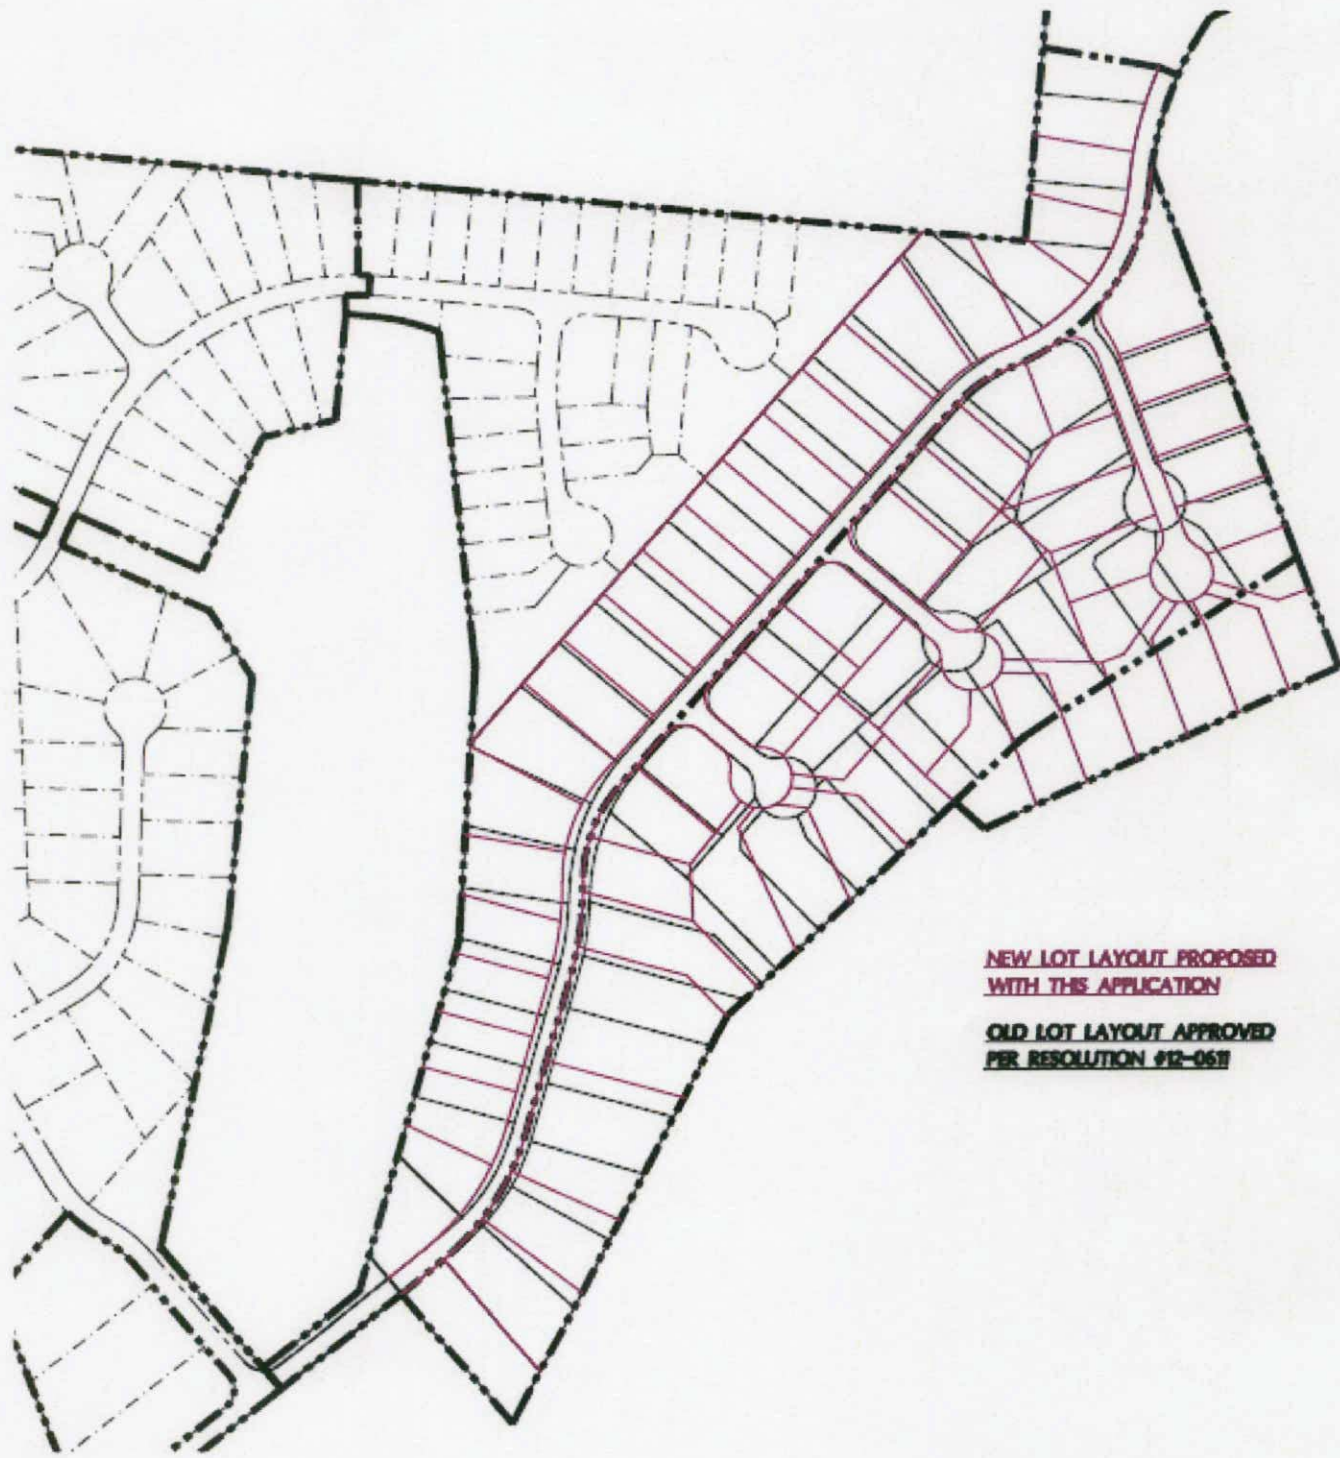 NEW LOT LAYOUT PROPOSED
WITH THIS APPLICATION
OLD LOT LAYOUT APPROVED
PER RESOLUTION #12-0611